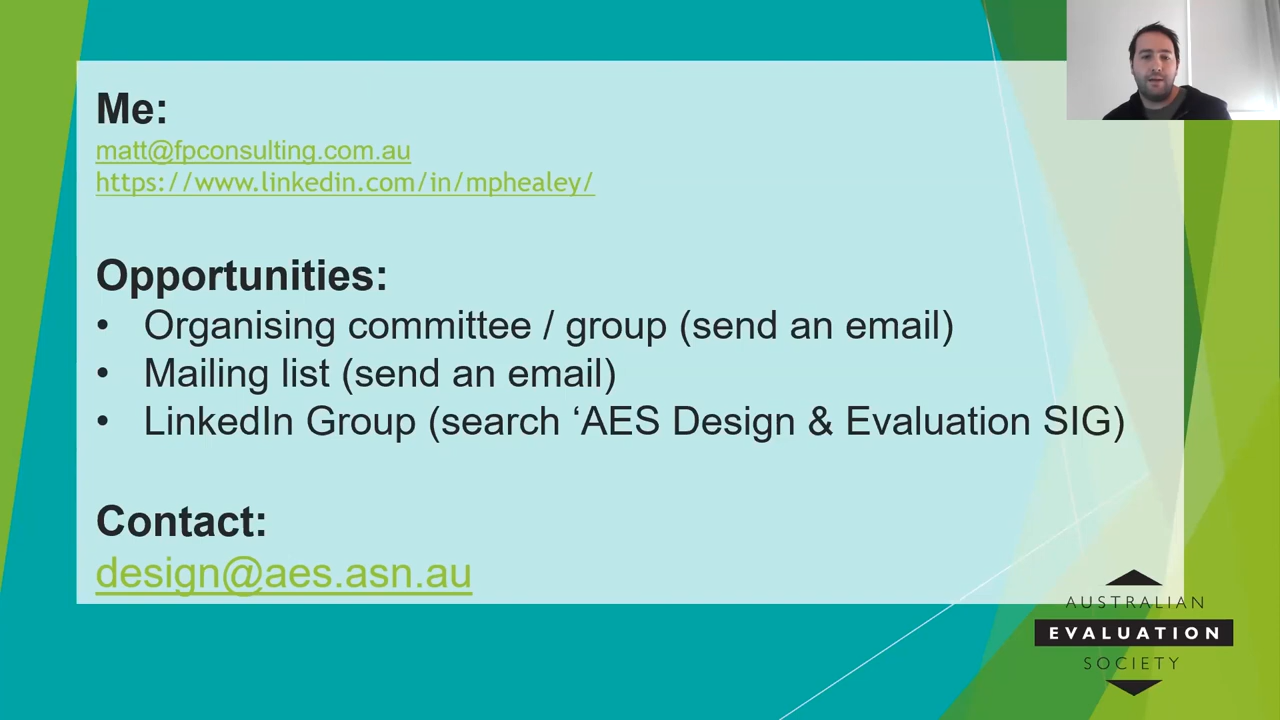 Me:
matt@fpconsulting.com.au
https://www.linkedin.com/in/mphealey/
Opportunities:
• Organising committee / group (send an email)
• Mailing list (send an email)
• LinkedIn Group (search ‘AES Design & Evaluation SIG)
Contact:
design@aes.asn.au
AUSTRALIAN
EVALUATION
SOCIETY